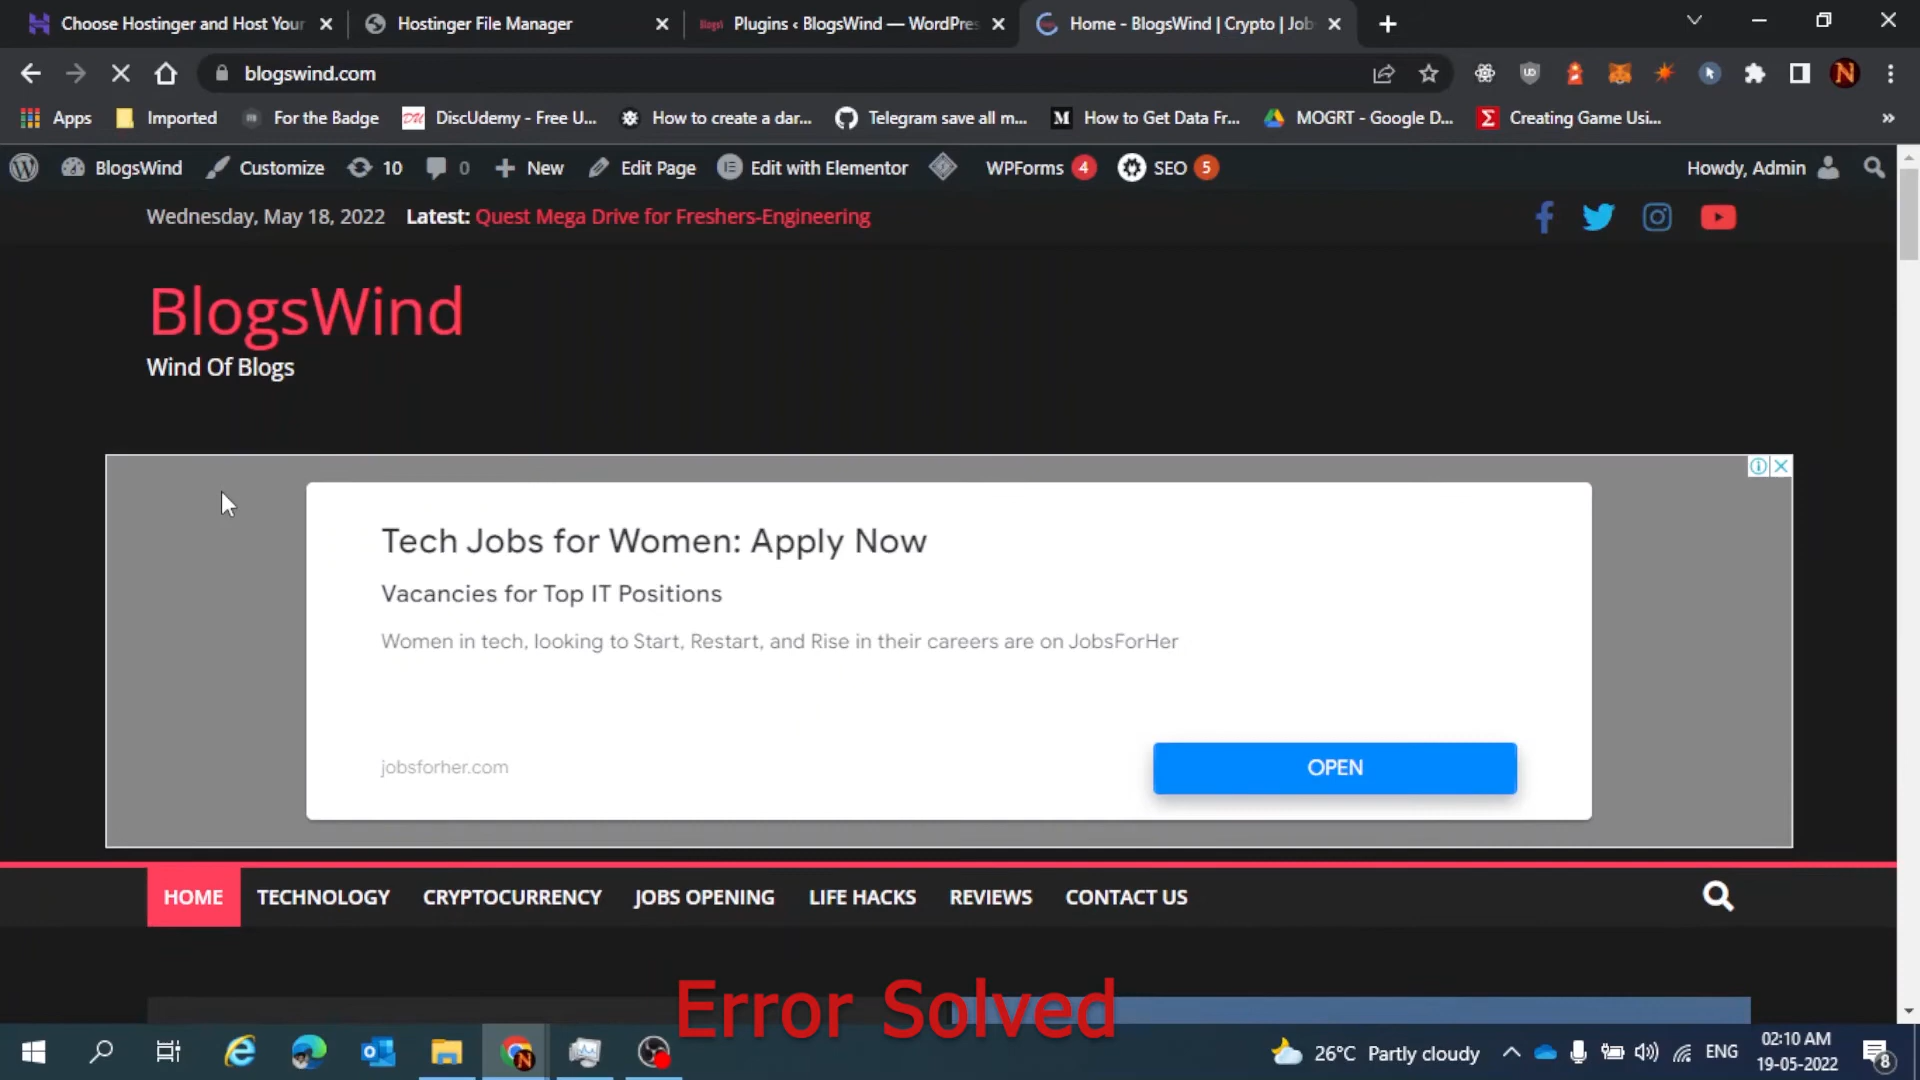 Choose Hostinger and Host Your
Hostinger File Manager
Plugins ‹ BlogsWind — WordPres
Home - BlogsWind | Crypto | Job
blogswind.com
Apps
Imported
For the Badge
DiscUdemy - Free U...
How to create a dar...
Telegram save all m...
M How to Get Data Fr...
MOGRT - Google D...
Σ Creating Game Usi...
»
BlogsWind
Customize
10
0
New
Edit Page
Edit with Elementor
WPForms 4
SEO 5
Howdy, Admin
Wednesday, May 18, 2022 Latest: Quest Mega Drive for Freshers-Engineering
BlogsWind
Wind Of Blogs
Tech Jobs for Women: Apply Now
Vacancies for Top IT Positions
Women in tech, looking to Start, Restart, and Rise in their careers are on JobsForHer
jobsforher.com
OPEN
HOME TECHNOLOGY CRYPTOCURRENCY JOBS OPENING LIFE HACKS REVIEWS CONTACT US
Error Solved
26°C Partly cloudy
ENG
02:10 AM
19-05-2022
8